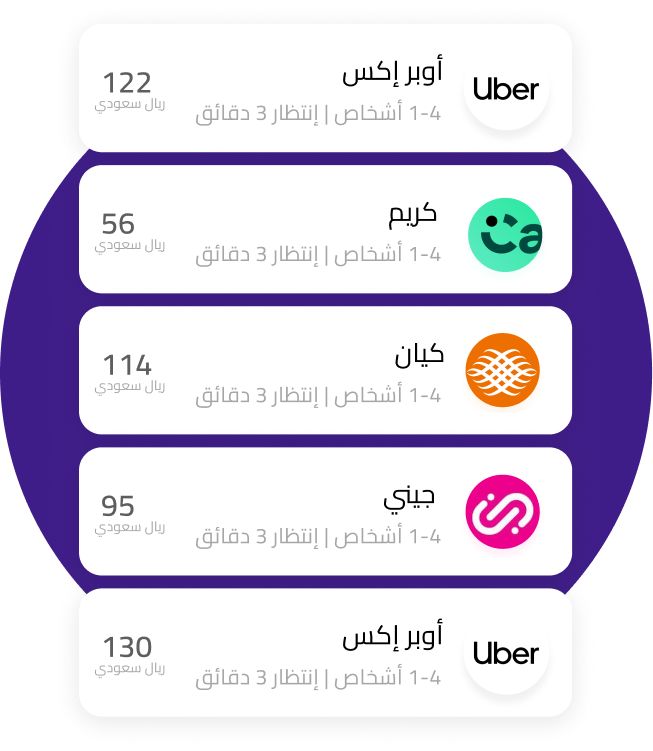 Uber
أوبر إكس
1-4 أشخاص | إنتظار 3 دقائق
122
ريال سعودي
Ca
كريم
1-4 أشخاص | إنتظار 3 دقائق
56
ريال سعودي
كيان
1-4 أشخاص | إنتظار 3 دقائق
114
ريال سعودي
جيني
1-4 أشخاص | إنتظار 3 دقائق
95
ريال سعودي
Uber
أوبر إكس
1-4 أشخاص | إنتظار 3 دقائق
130
ريال سعودي